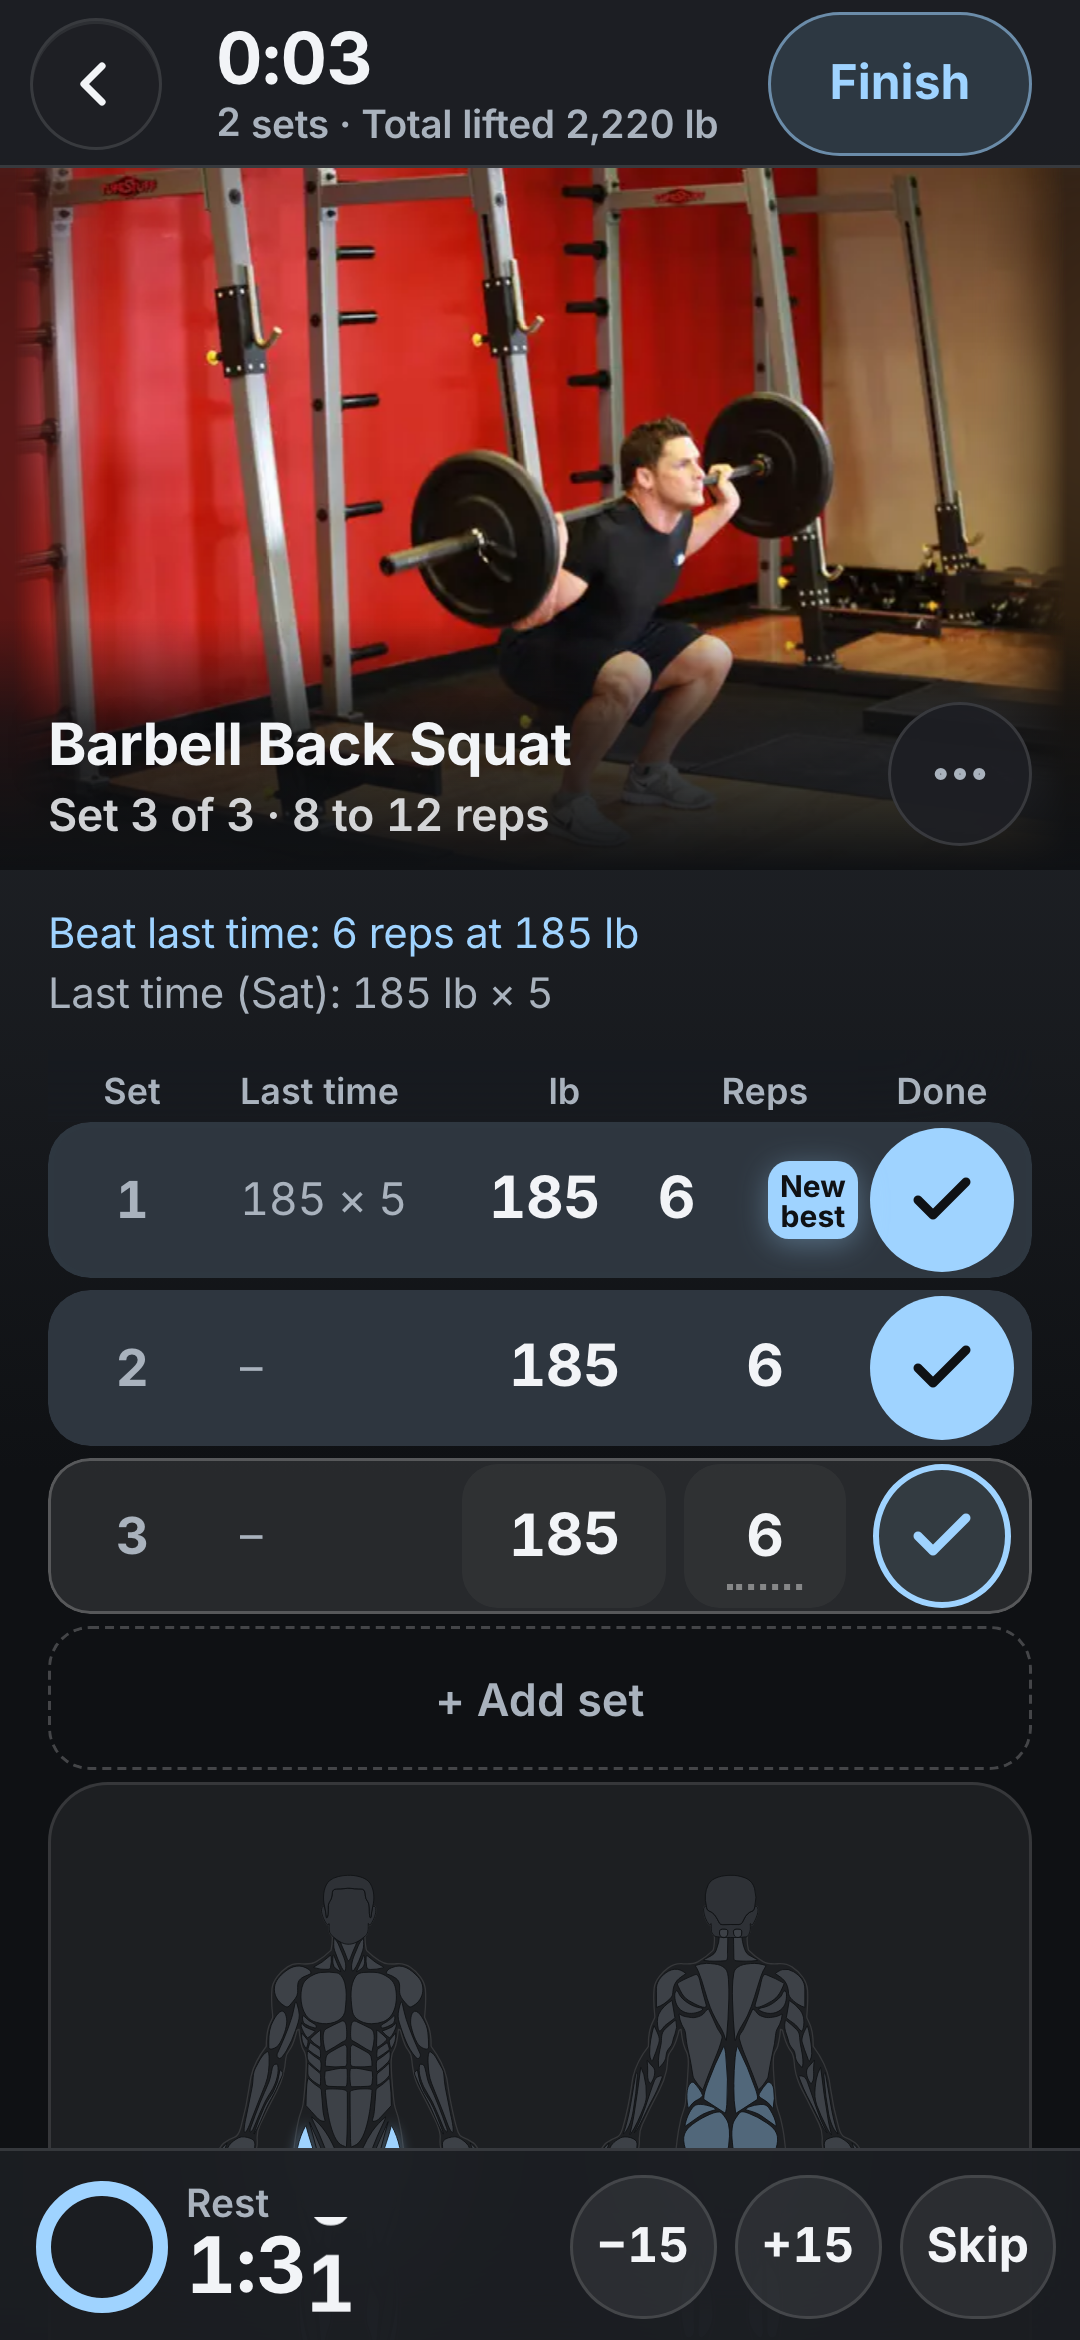 0:03
2 sets · Total lifted 2,220 lb
Finish
Barbell Back Squat
Set 3 of 3 · 8 to 12 reps
Beat last time: 6 reps at 185 lb
Last time (Sat): 185 lb × 5
Set Last time lb Reps Done
1 185 × 5 185 6 New best
2 – 185 6
3 – 185 6
+ Add set
Rest
1:31
−15 +15 Skip